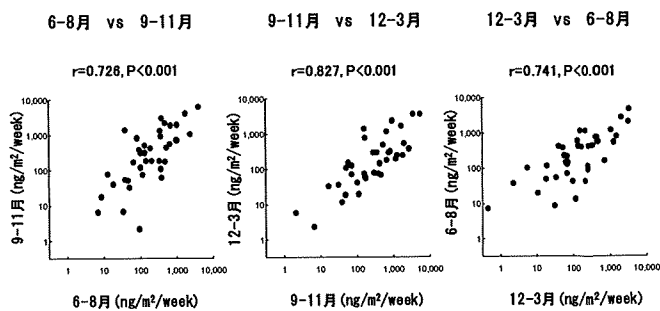 6-8月 vs 9-11月
r=0.726, P<0.001
10,000
1,000
100
10
1
9-11月(ng/m²/week)
1
10
100
1,000
10,000
6-8月(ng/m²/week)
9-11月 vs 12-3月
r=0.827, P<0.001
10,000
1,000
100
10
1
12-3月(ng/m²/week)
1
10
100
1,000
10,000
9-11月(ng/m²/week)
12-3月 vs 6-8月
r=0.741, P<0.001
10,000
1,000
100
10
1
6-8月(ng/m²/week)
1
10
100
1,000
10,000
12-3月(ng/m²/week)